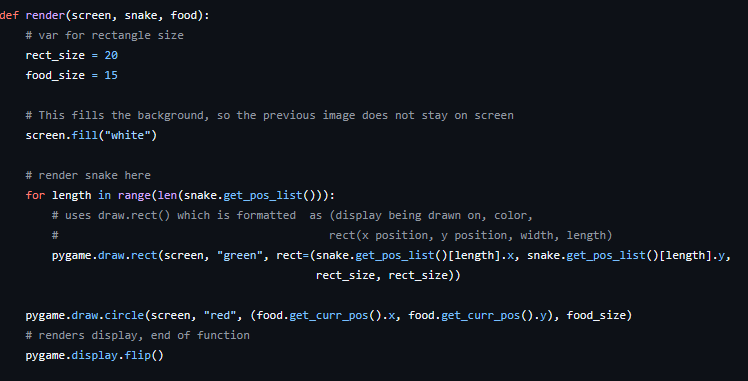 def render(screen, snake, food):
    # var for rectangle size
    rect_size = 20
    food_size = 15

    # This fills the background, so the previous image does not stay on screen
    screen.fill("white")

    # render snake here
    for length in range(len(snake.get_pos_list())):
        # uses draw.rect() which is formatted  as (display being drawn on, color,
        #                                         rect(x position, y position, width, length)
        pygame.draw.rect(screen, "green", rect=(snake.get_pos_list()[length].x, snake.get_pos_list()[length].y,
                                                rect_size, rect_size))

    pygame.draw.circle(screen, "red", (food.get_curr_pos().x, food.get_curr_pos().y), food_size)
    # renders display, end of function
    pygame.display.flip()